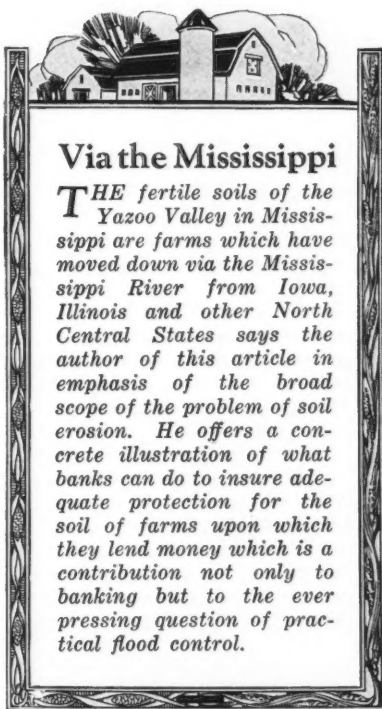 Via the Mississippi
THE fertile soils of the
Yazoo Valley in Missis-
sippi are farms which have
moved down via the Missis-
sippi River from Iowa,
Illinois and other North
Central States says the
author of this article in
emphasis of the broad
scope of the problem of soil
erosion. He offers a con-
crete illustration of what
banks can do to insure ade-
quate protection for the
soil of farms upon which
they lend money which is a
contribution not only to
banking but to the ever
pressing question of prac-
tical flood control.